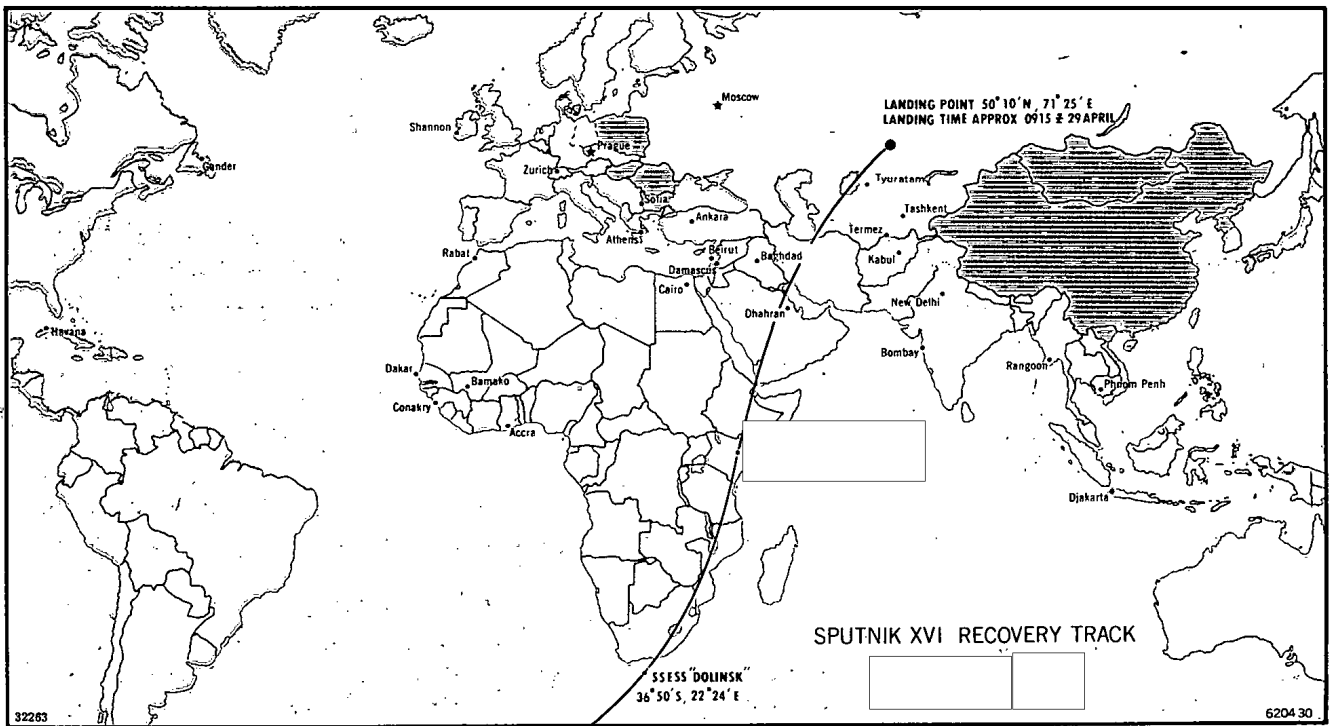 Moscow
LANDING POINT 50°10'N, 71°25'E
LANDING TIME APPROX 0915 Z 29 APRIL
Shannon
Prague
Gander
Zurich
Tyuratam
Sofia
Tashkent
Ankara
Termez
Athens
Rabat
Beirut
Baghdad
Kabul
Damascus
Cairo
New Delhi
Dhahran
Havana
Bombay
Rangoon
Dakar
Bamako
Phnom Penh
Conakry
Accra
Djakarta
SPUTNIK XVI RECOVERY TRACK
SSESS "DOLINSK"
36°50'S, 22°24'E
32263
620430